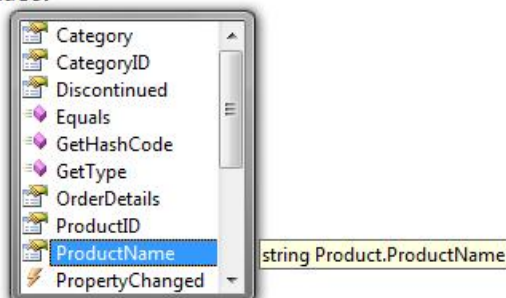 Category
CategoryID
Discontinued
Equals
GetHashCode
GetType
OrderDetails
ProductID
ProductName
string Product.ProductName
PropertyChanged